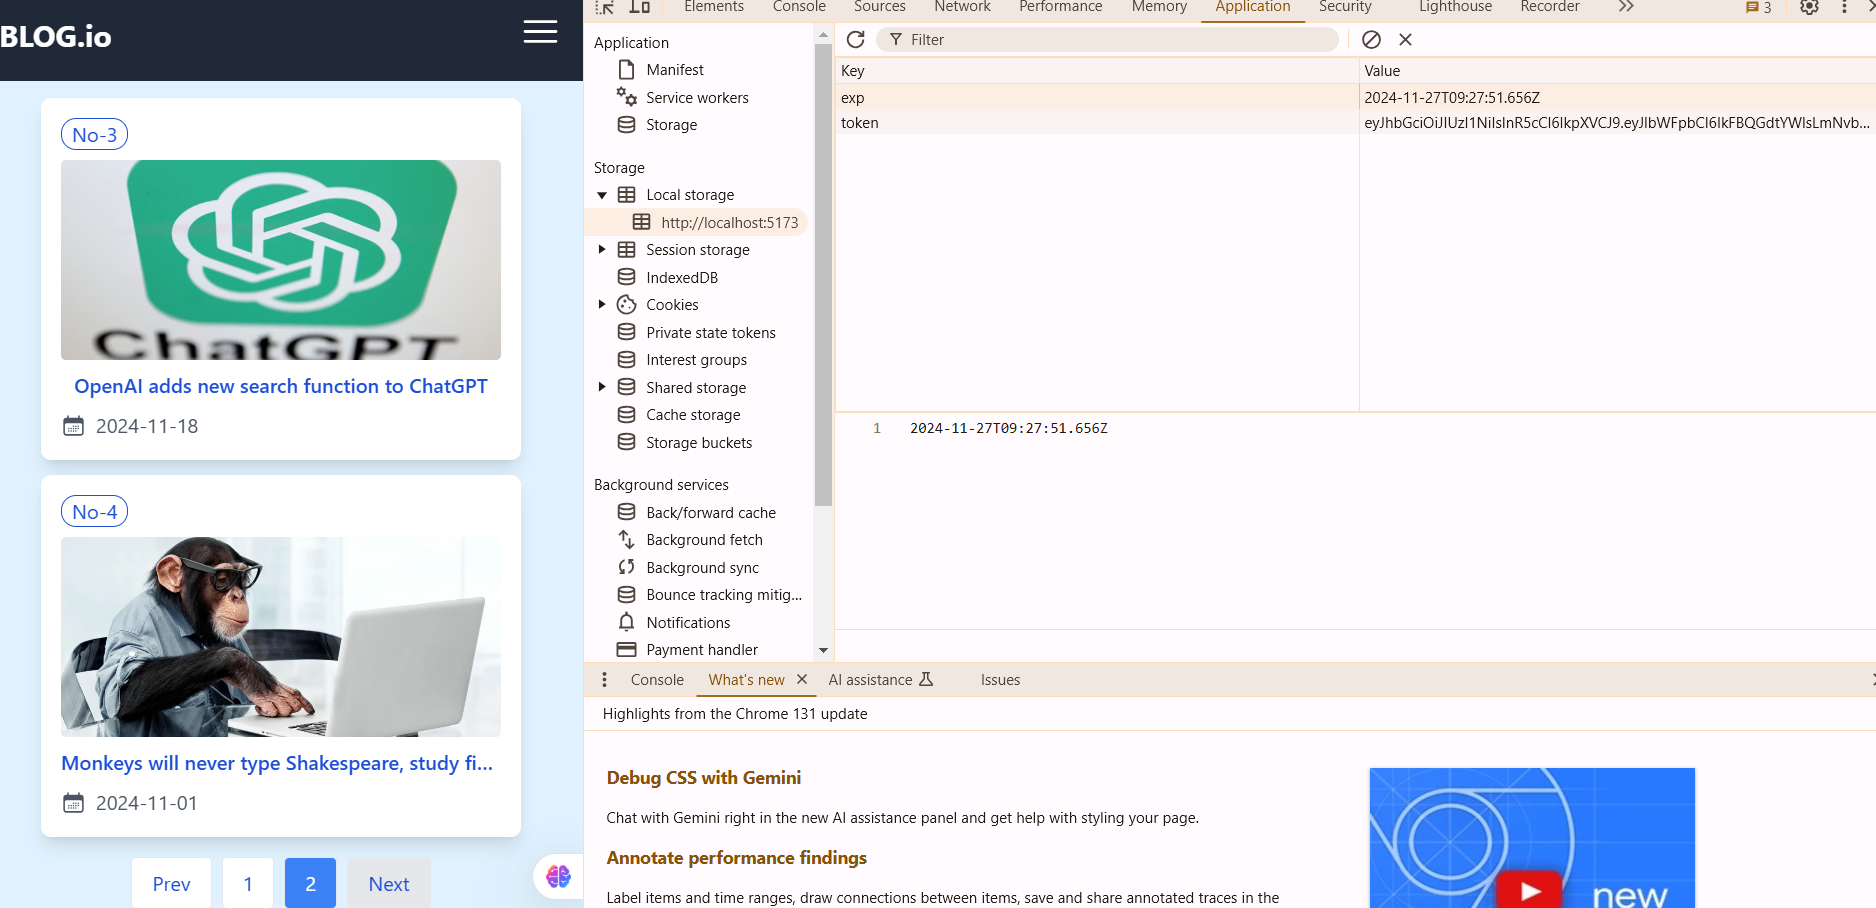 BLOG.io
No-3
ChatGPT
OpenAI adds new search function to ChatGPT
2024-11-18
No-4
Monkeys will never type Shakespeare, study fi...
2024-11-01
Prev
1
2
Next
Elements
Console
Sources
Network
Performance
Memory
Application
Security
Lighthouse
Recorder
3
Application
Manifest
Service workers
Storage
Storage
Local storage
http://localhost:5173
Session storage
IndexedDB
Cookies
Private state tokens
Interest groups
Shared storage
Cache storage
Storage buckets
Background services
Back/forward cache
Background fetch
Background sync
Bounce tracking mitig...
Notifications
Payment handler
Filter
Key
Value
exp
2024-11-27T09:27:51.656Z
token
1
2024-11-27T09:27:51.656Z
Console
What's new
AI assistance
Issues
Highlights from the Chrome 131 update
Debug CSS with Gemini
Chat with Gemini right in the new AI assistance panel and get help with styling your page.
Annotate performance findings
Label items and time ranges, draw connections between items, save and share annotated traces in the
new